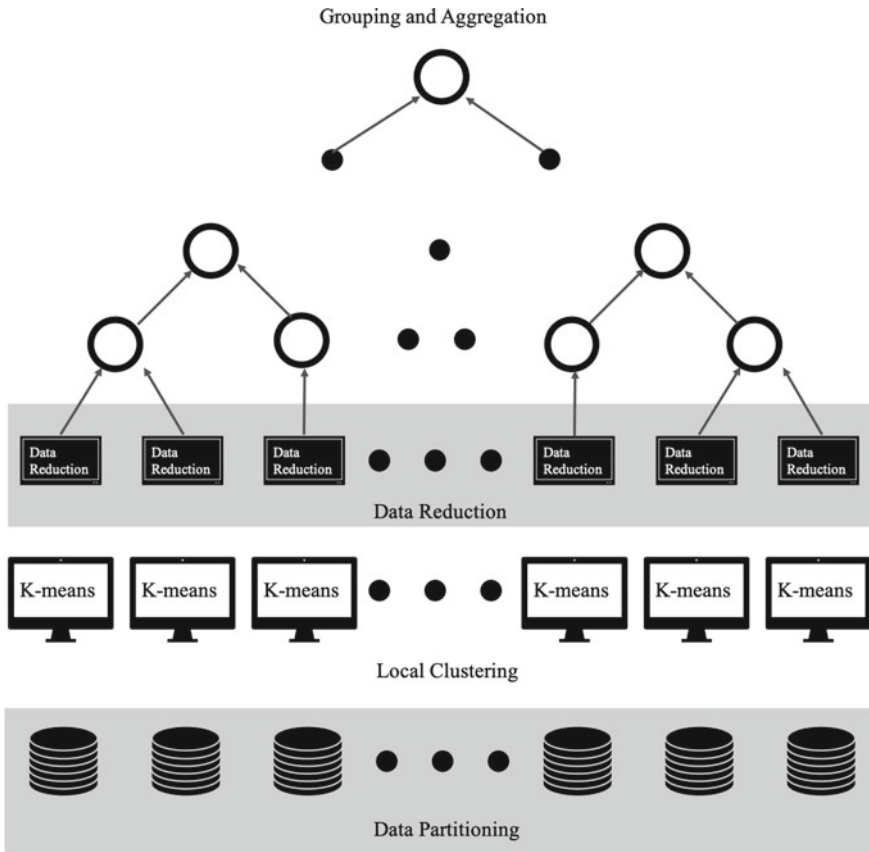 Grouping and Aggregation
Data
Reduction
Data
Reduction
Data
Reduction
Data
Reduction
Data
Reduction
Data
Reduction
Data Reduction
K-means
K-means
K-means
K-means
K-means
K-means
Local Clustering
Data Partitioning